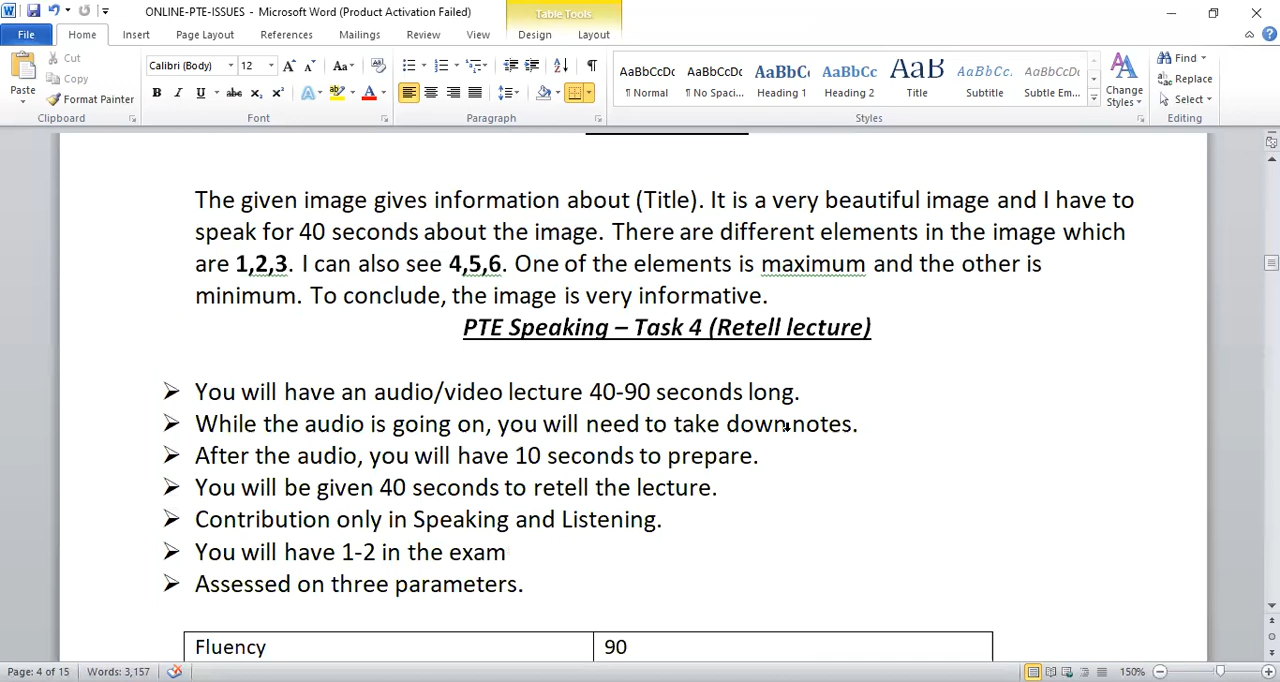 ONLINE-PTE-ISSUES - Microsoft Word (Product Activation Failed)
Table Tools
File Home Insert Page Layout References Mailings Review View Design Layout
Paste
Cut
Copy
Format Painter
Clipboard
Calibri (Body) 12
Font
Paragraph
AaBbCcDc AaBbCcDc AaBbCc AaBbCc AaB AaBbCc. AaBbCcDc
¶ Normal ¶ No Spaci... Heading 1 Heading 2 Title Subtitle Subtle Em...
Styles
Change
Styles
Find
Replace
Select
Editing
The given image gives information about (Title). It is a very beautiful image and I have to
speak for 40 seconds about the image. There are different elements in the image which
are 1,2,3. I can also see 4,5,6. One of the elements is maximum and the other is
minimum. To conclude, the image is very informative.
PTE Speaking – Task 4 (Retell lecture)
➢ You will have an audio/video lecture 40-90 seconds long.
➢ While the audio is going on, you will need to take down notes.
➢ After the audio, you will have 10 seconds to prepare.
➢ You will be given 40 seconds to retell the lecture.
➢ Contribution only in Speaking and Listening.
➢ You will have 1-2 in the exam
➢ Assessed on three parameters.
Fluency 90
Page: 4 of 15 Words: 3,157 150%